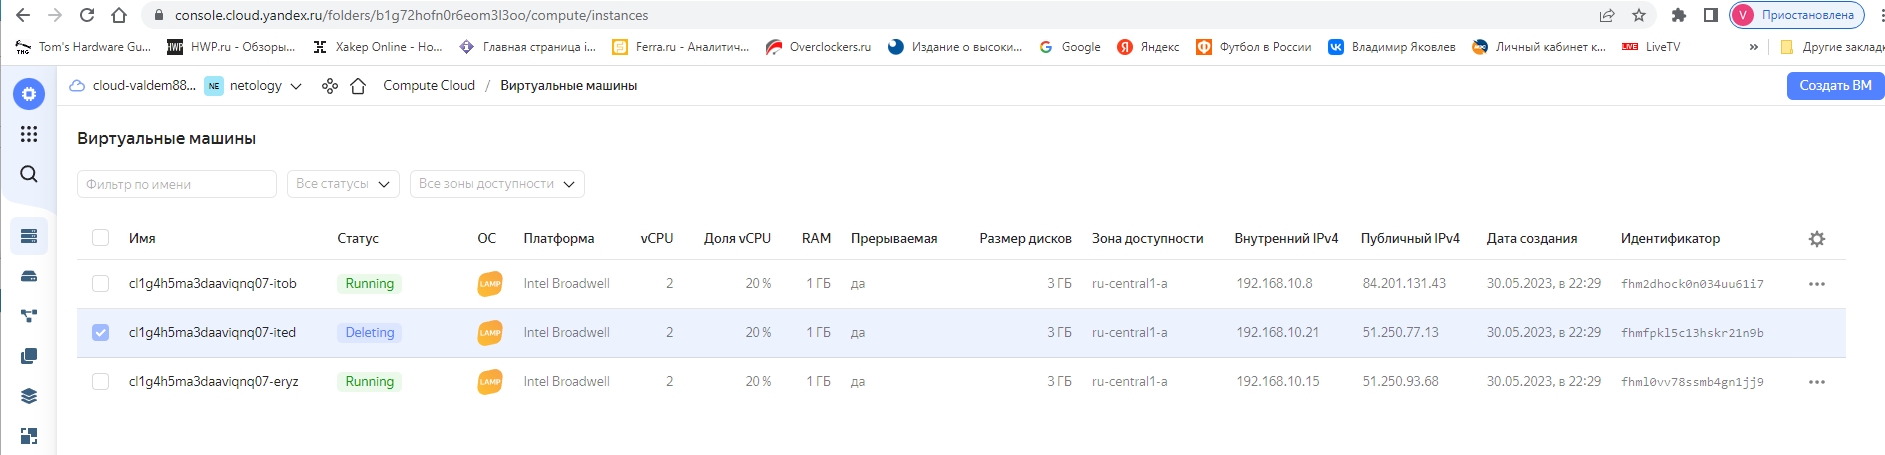 console.cloud.yandex.ru/folders/b1g72hofn0r6eom3l3oo/compute/instances V Приостановлена
THG Tom's Hardware Gu... HWP HWP.ru - Обзоры... Xakep Online - Но... Главная страница i... Ferra.ru - Аналитич... Overclockers.ru Издание о высоки... Google Яндекс Футбол в России Владимир Яковлев Личный кабинет к... LIVE LiveTV » Другие заклад
cloud-valdem88... NE netology Compute Cloud / Виртуальные машины Создать ВМ
Виртуальные машины
Фильтр по имени Все статусы Все зоны доступности
Имя Статус ОС Платформа vCPU Доля vCPU RAM Прерываемая Размер дисков Зона доступности Внутренний IPv4 Публичный IPv4 Дата создания Идентификатор
cl1g4h5ma3daaviqnq07-itob Running LAMP Intel Broadwell 2 20 % 1 ГБ да 3 ГБ ru-central1-a 192.168.10.8 84.201.131.43 30.05.2023, в 22:29 fhm2dhock0n034uu61i7
cl1g4h5ma3daaviqnq07-ited Deleting LAMP Intel Broadwell 2 20 % 1 ГБ да 3 ГБ ru-central1-a 192.168.10.21 51.250.77.13 30.05.2023, в 22:29 fhmfpkl5c13hskr21n9b
cl1g4h5ma3daaviqnq07-eryz Running LAMP Intel Broadwell 2 20 % 1 ГБ да 3 ГБ ru-central1-a 192.168.10.15 51.250.93.68 30.05.2023, в 22:29 fhml0vv78ssmb4gn1jj9